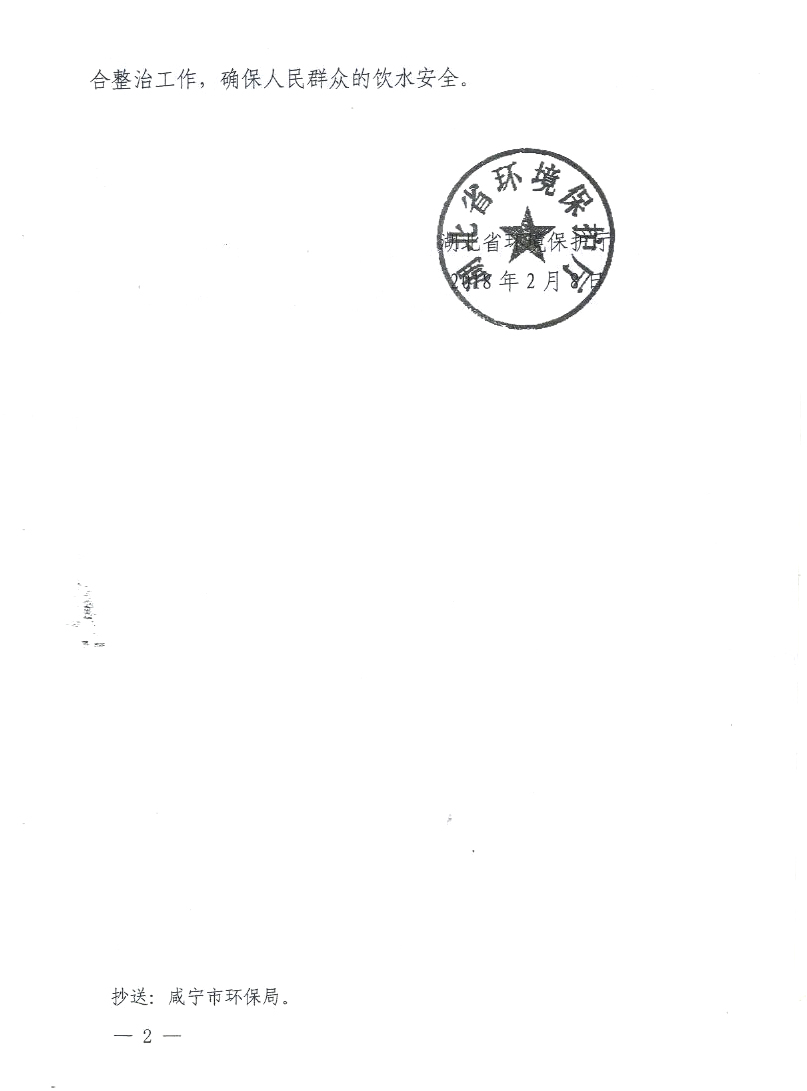 合整治工作，确保人民群众的饮水安全。
湖北省环境保护厅
湖北省环境保护厅
2018年2月8日
抄送：咸宁市环保局。
— 2 —